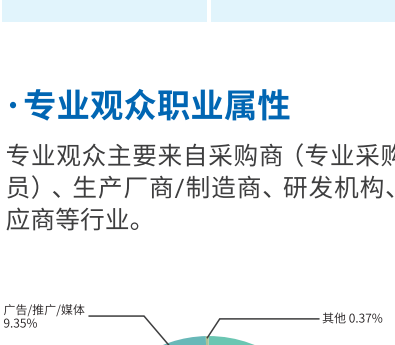 ·专业观众职业属性
专业观众主要来自采购商（专业采购
员）、生产厂商/制造商、研发机构、
应商等行业。
广告/推广/媒体
9.35%
其他 0.37%